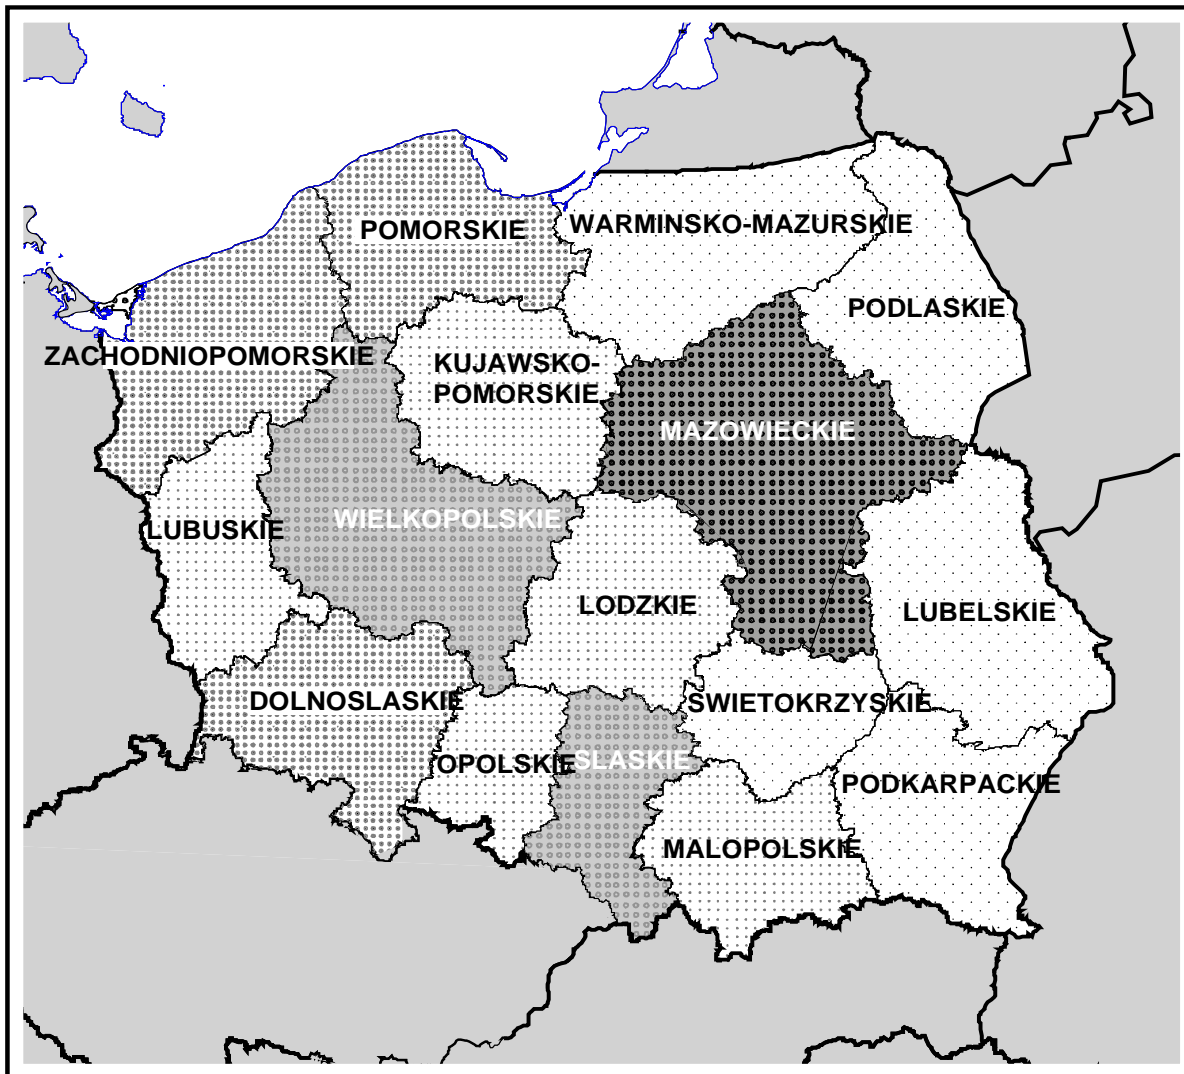 POMORSKIE
WARMINSKO-MAZURSKIE
PODLASKIE
ZACHODNIOPOMORSKIE
KUJAWSKO-
POMORSKIE
MAZOWIECKIE
LUBUSKIE
WIELKOPOLSKIE
LODZKIE
LUBELSKIE
DOLNOSLASKIE
SWIETOKRZYSKIE
OPOLSKIE
SLASKIE
PODKARPACKIE
MALOPOLSKIE